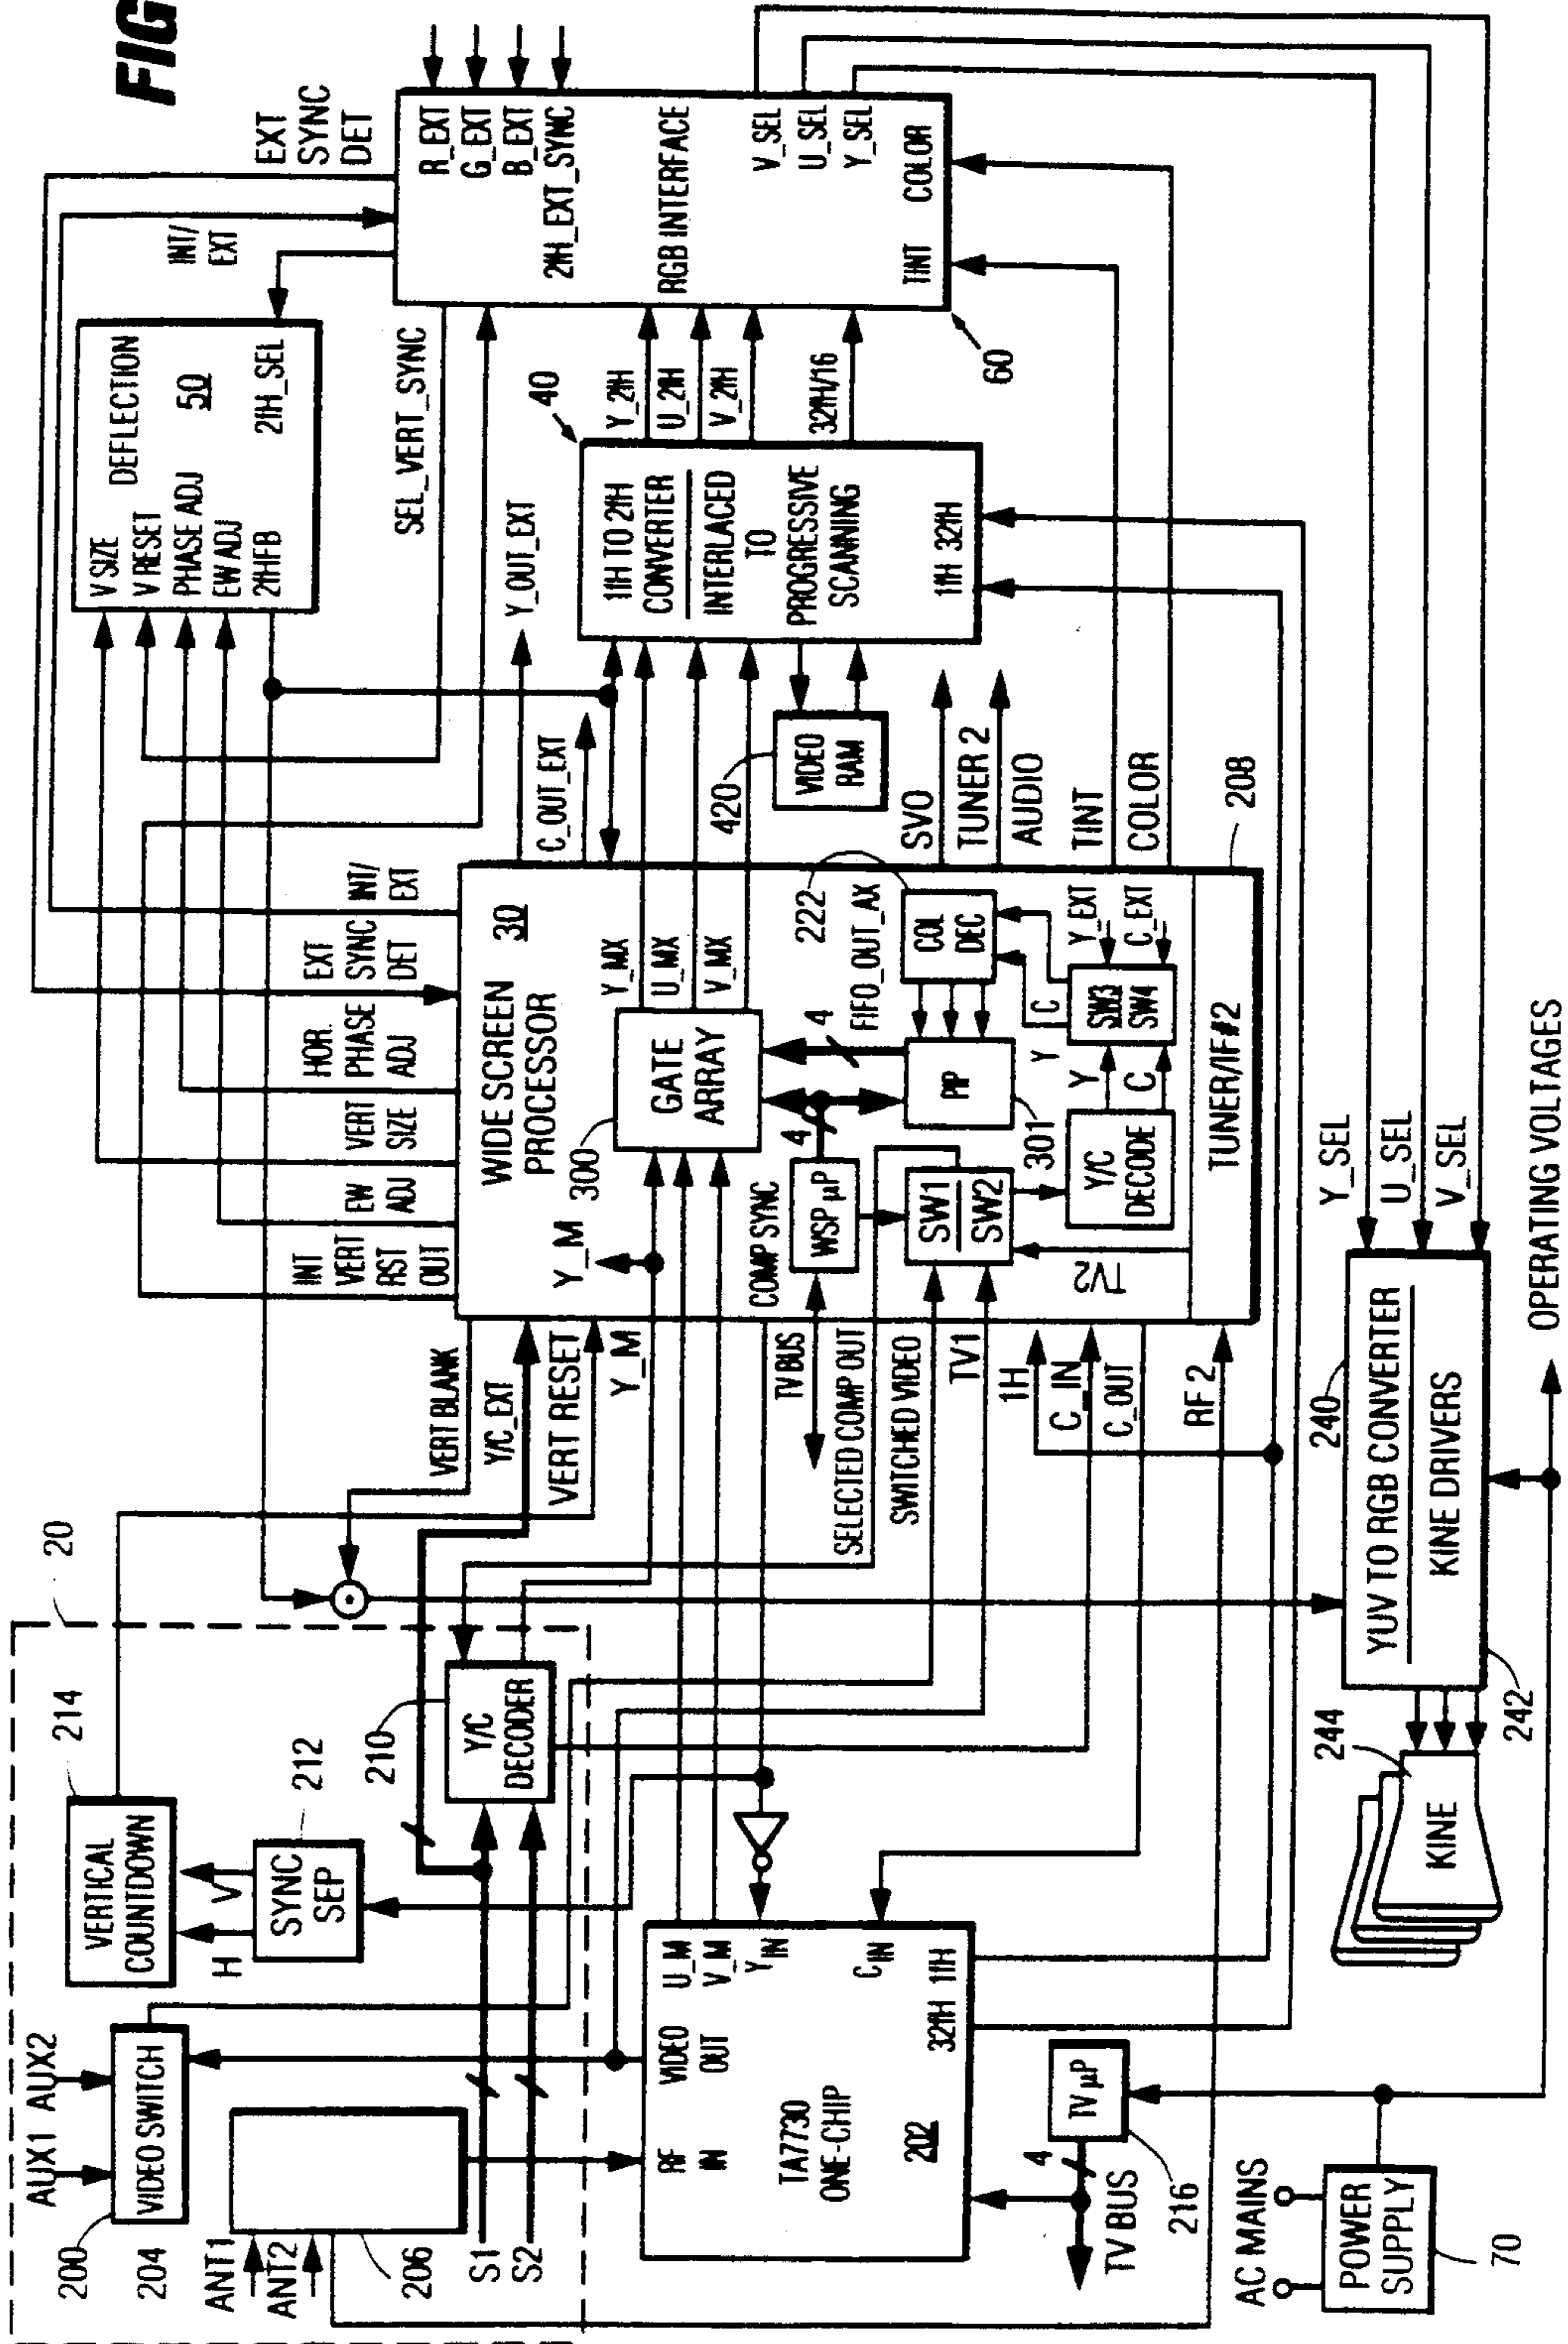 FIG
20
200
AUX1
AUX2
VIDEO SWITCH
204
ANT1
ANT2
206
S1
S2
VERTICAL
COUNTDOWN
214
H
V
SYNC
SEP
212
210
Y/C
DECODER
RF
IN
VIDEO
OUT
U_M
V_M
YIN
CIN
TA7730
ONE-CHIP
202
32fH
1fH
4
TV µP
TV BUS
216
AC MAINS
POWER
SUPPLY
70
VERT BLANK
Y/C_EXT
VERT RESET
Y_M
TV BUS
SELECTED COMP OUT
SWITCHED VIDEO
TV1
1H
C_IN
C_OUT
RF 2
INT
VERT
RST
OUT
EW
ADJ
VERT
SIZE
HOR
PHASE
ADJ
EXT
SYNC
DET
INT/
EXT
WIDE SCREEN
PROCESSOR
30
Y_M
300
GATE
ARRAY
Y_MX
U_MX
V_MX
COMP SYNC
WSP µP
4
4
FIFO_OUT_AX
222
COL
DEC
PIP
301
SW1
SW2
TV2
Y/C
DECODE
Y
C
Y
C
SW3
SW4
Y_EXT
C_EXT
TUNER/IF#2
208
V SIZE
V RESET
PHASE ADJ
EW ADJ
2fHFB
DEFLECTION
50
2fH_SEL
INT/
EXT
EXT
SYNC
DET
SEL_VERT_SYNC
Y_OUT_EXT
C_OUT_EXT
40
1fH TO 2fH
CONVERTER
INTERLACED
TO
PROGRESSIVE
SCANNING
1fH 32fH
420
VIDEO
RAM
SVO
TUNER 2
AUDIO
TINT
COLOR
Y_2fH
U_2fH
V_2fH
32fH/16
60
R_EXT
G_EXT
B_EXT
2fH_EXT_SYNC
RGB INTERFACE
V_SEL
U_SEL
Y_SEL
TINT
COLOR
Y_SEL
U_SEL
V_SEL
240
YUV TO RGB CONVERTER
KINE DRIVERS
242
244
KINE
OPERATING VOLTAGES